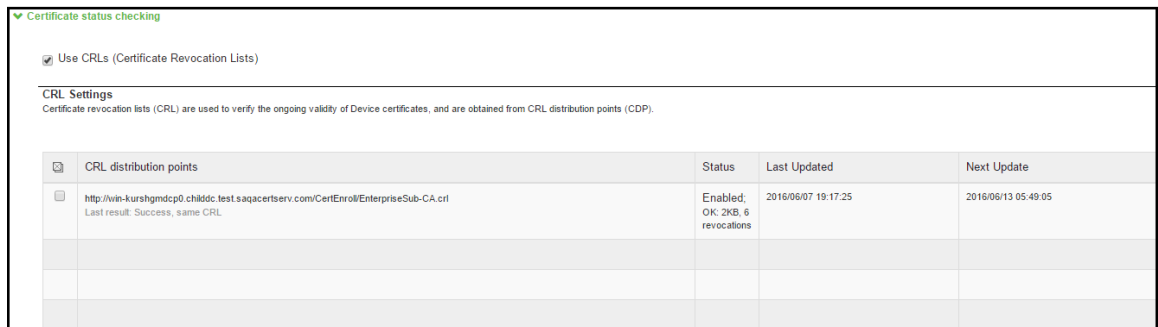 Certificate status checking
Use CRLs (Certificate Revocation Lists)
CRL Settings
Certificate revocation lists (CRL) are used to verify the ongoing validity of Device certificates, and are obtained from CRL distribution points (CDP).
CRL distribution points Status Last Updated Next Update
http://win-kurshgmdcp0.childdc.test.saqacertserv.com/CertEnroll/EnterpriseSub-CA.crl Enabled; 2016/06/07 19:17:25 2016/06/13 05:49:05
Last result: Success, same CRL OK: 2KB, 6
revocations